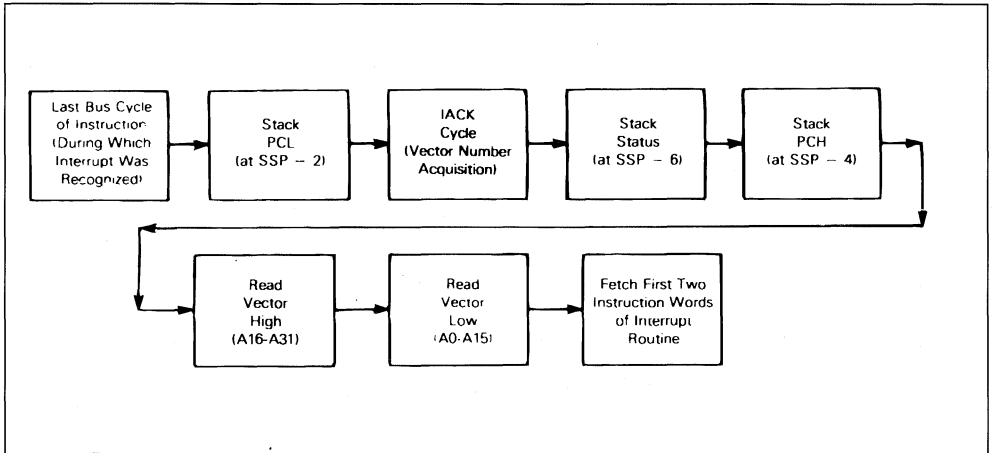 Last Bus Cycle
of Instruction
(During Which
Interrupt Was
Recognized)
Stack
PCL
(at SSP – 2)
IACK
Cycle
(Vector Number
Acquisition)
Stack
Status
(at SSP – 6)
Stack
PCH
(at SSP – 4)
Read
Vector
High
(A16-A31)
Read
Vector
Low
(A0-A15)
Fetch First Two
Instruction Words
of Interrupt
Routine